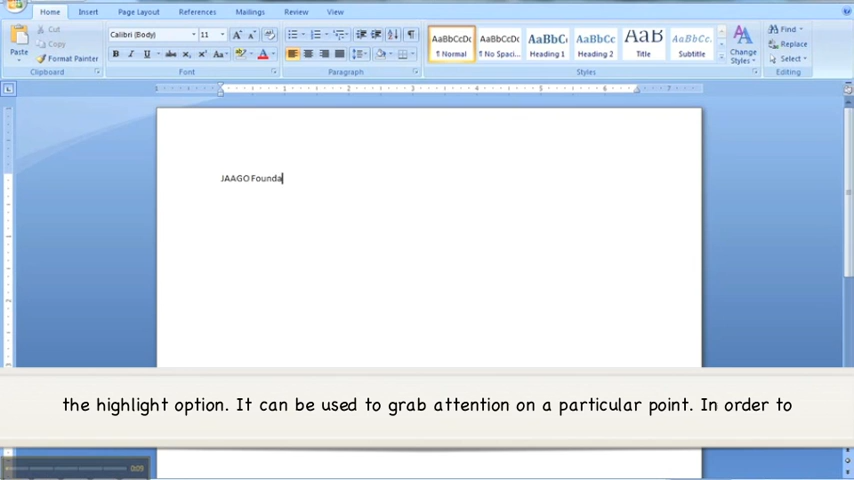 Home Insert Page Layout References Mailings Review View
Paste
Cut
Copy
Format Painter
Clipboard
Calibri (Body) 11
Font
Paragraph
AaBbCcDc AaBbCcDc AaBbC AaBbCc AaB AaBbCc.
¶ Normal ¶ No Spaci... Heading 1 Heading 2 Title Subtitle
Change Styles
Styles
Find
Replace
Select
Editing
JAAGO Founda
the highlight option. It can be used to grab attention on a particular point. In order to
0:09